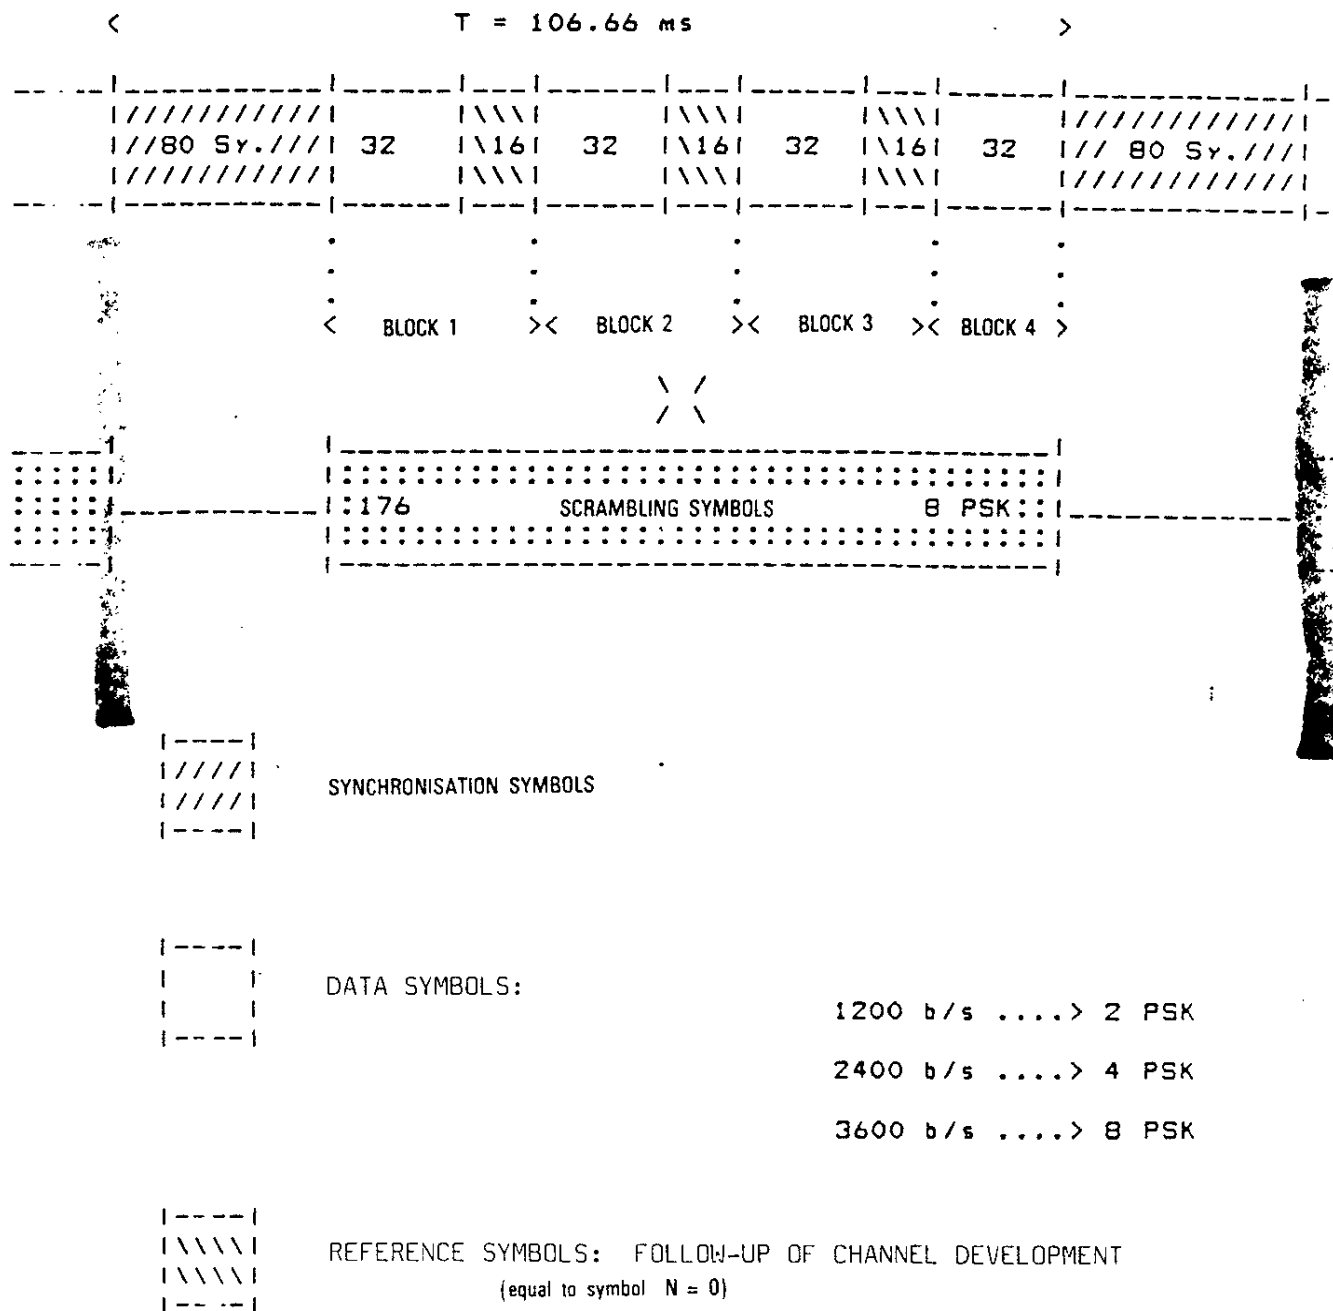 T = 106.66 ms
80 Sy. 32 16 32 16 32 16 32 80 Sy.
BLOCK 1 BLOCK 2 BLOCK 3 BLOCK 4
176 SCRAMBLING SYMBOLS 8 PSK
SYNCHRONISATION SYMBOLS
DATA SYMBOLS:
1200 b/s ....> 2 PSK
2400 b/s ....> 4 PSK
3600 b/s ....> 8 PSK
REFERENCE SYMBOLS: FOLLOW-UP OF CHANNEL DEVELOPMENT
(equal to symbol N = 0)